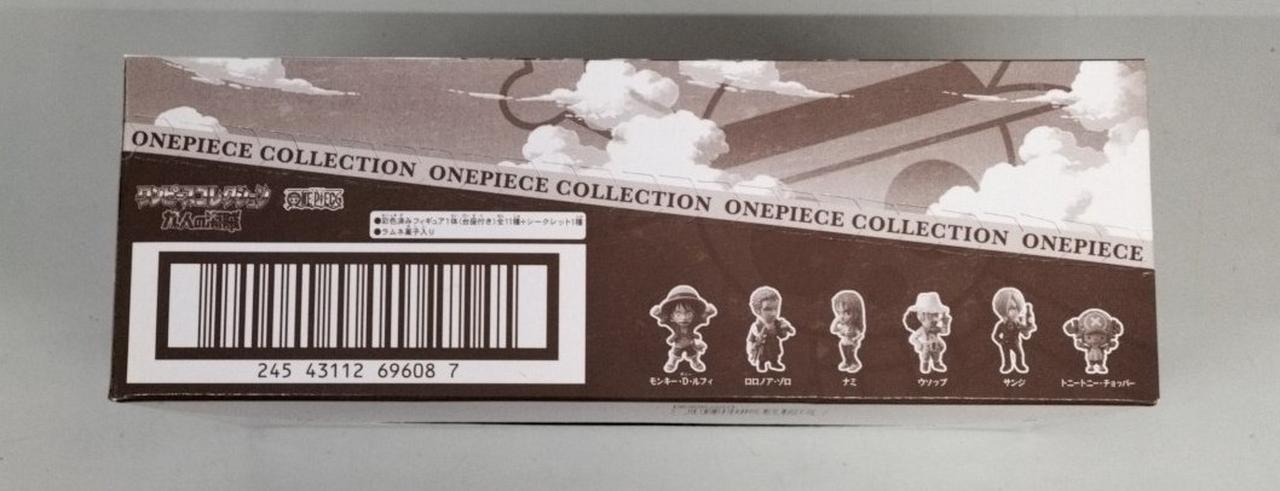 ONEPIECE COLLECTION ONEPIECE COLLECTION ONEPIECE COLLECTION ONEPIECE
ワンピースコレクション
九人の海賊
ONE PIECE
●彩色済みフィギュア1体(台座付き)全11種+シークレット1種
●ラムネ菓子入り
245 43112 69608 7
モンキー・D・ルフィ
ロロノア・ゾロ
ナミ
ウソップ
サンジ
トニートニー・チョッパー